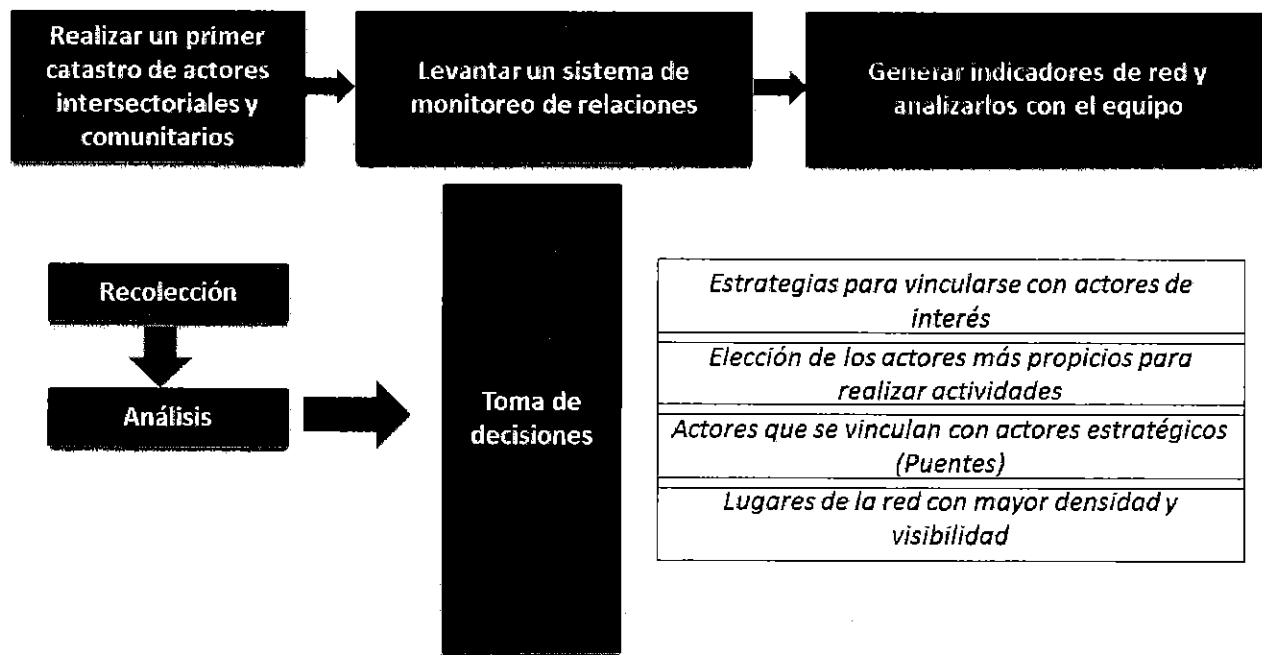 Realizar un primer
catastro de actores
intersectoriales y
comunitarios
Levantar un sistema de
monitoreo de relaciones
Generar indicadores de red y
analizarlos con el equipo
Recolección
Análisis
Toma de
decisiones
Estrategias para vincularse con actores de
interés
Elección de los actores más propicios para
realizar actividades
Actores que se vinculan con actores estratégicos
(Puentes)
Lugares de la red con mayor densidad y
visibilidad